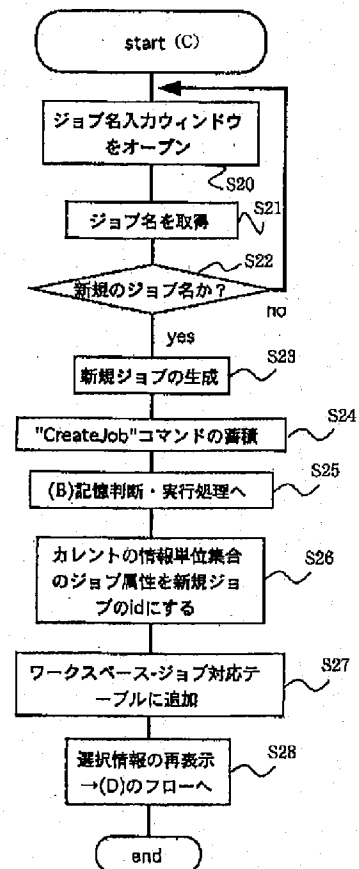 start (C)
ジョブ名入力ウィンドウ
をオープン
S20
ジョブ名を取得
S21
新規のジョブ名か？
S22
no
yes
新規ジョブの生成
S23
"CreateJob"コマンドの蓄積
S24
(B)記憶判断・実行処理へ
S25
カレントの情報単位集合
のジョブ属性を新規ジョ
ブのidにする
S26
ワークスペース-ジョブ対応テ
ーブルに追加
S27
選択情報の再表示
→(D)のフローへ
S28
end